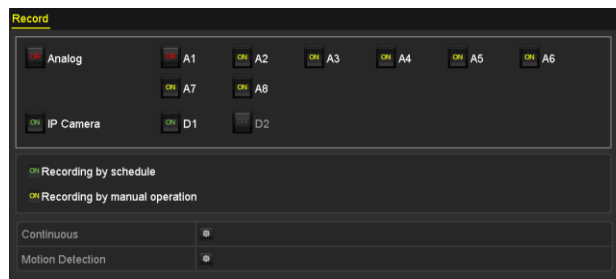 Record
OFF Analog OFF A1 ON A2 ON A3 ON A4 ON A5 ON A6
ON A7 ON A8
ON IP Camera ON D1 D2
ON Recording by schedule
ON Recording by manual operation
Continuous
Motion Detection